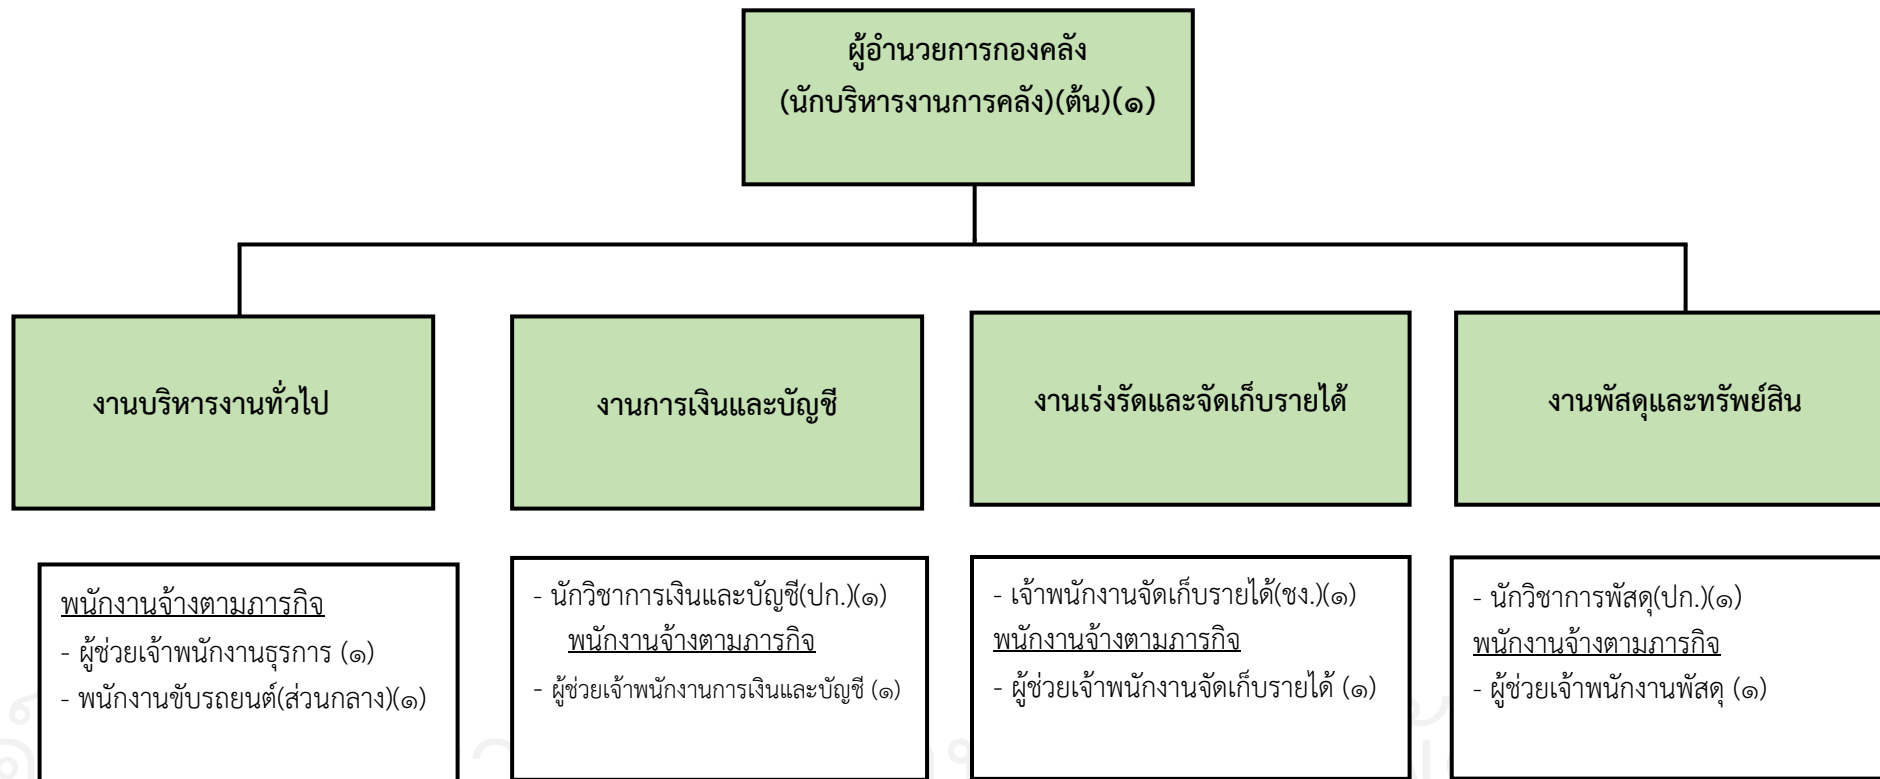 ผู้อำนวยการกองคลัง
(นักบริหารงานการคลัง)(ต้น)(๑)
งานบริหารงานทั่วไป
งานการเงินและบัญชี
งานเร่งรัดและจัดเก็บรายได้
งานพัสดุและทรัพย์สิน
พนักงานจ้างตามภารกิจ
- ผู้ช่วยเจ้าพนักงานธุรการ (๑)
- พนักงานขับรถยนต์(ส่วนกลาง)(๑)
- นักวิชาการเงินและบัญชี(ปก.)(๑)
พนักงานจ้างตามภารกิจ
- ผู้ช่วยเจ้าพนักงานการเงินและบัญชี (๑)
- เจ้าพนักงานจัดเก็บรายได้(ชง.)(๑)
พนักงานจ้างตามภารกิจ
- ผู้ช่วยเจ้าพนักงานจัดเก็บรายได้ (๑)
- นักวิชาการพัสดุ(ปก.)(๑)
พนักงานจ้างตามภารกิจ
- ผู้ช่วยเจ้าพนักงานพัสดุ (๑)